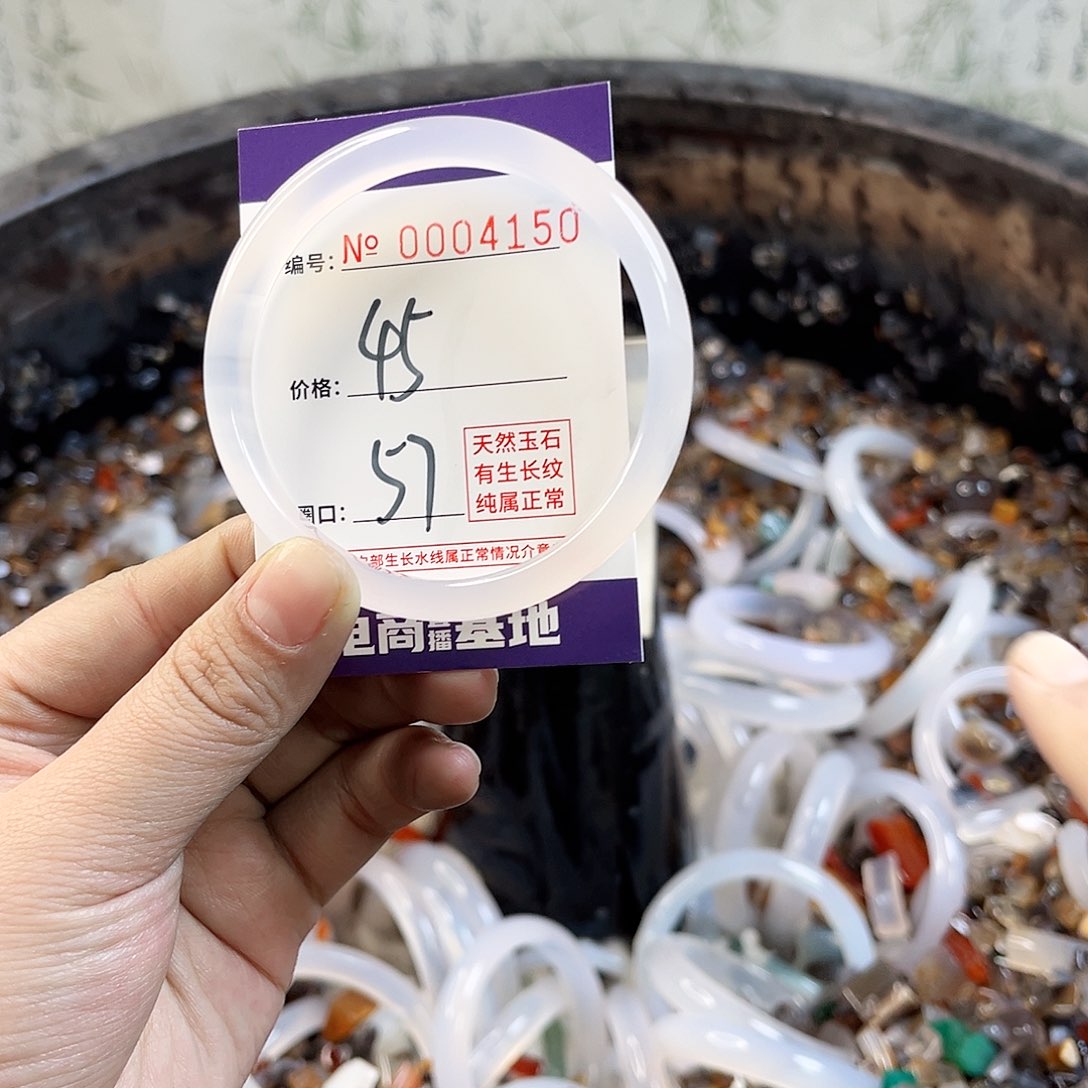 编号: № 0004150
价格: 45
圈口: 57
天然玉石
有生长纹
纯属正常
内部生长水线属正常情况介意
电商直播基地